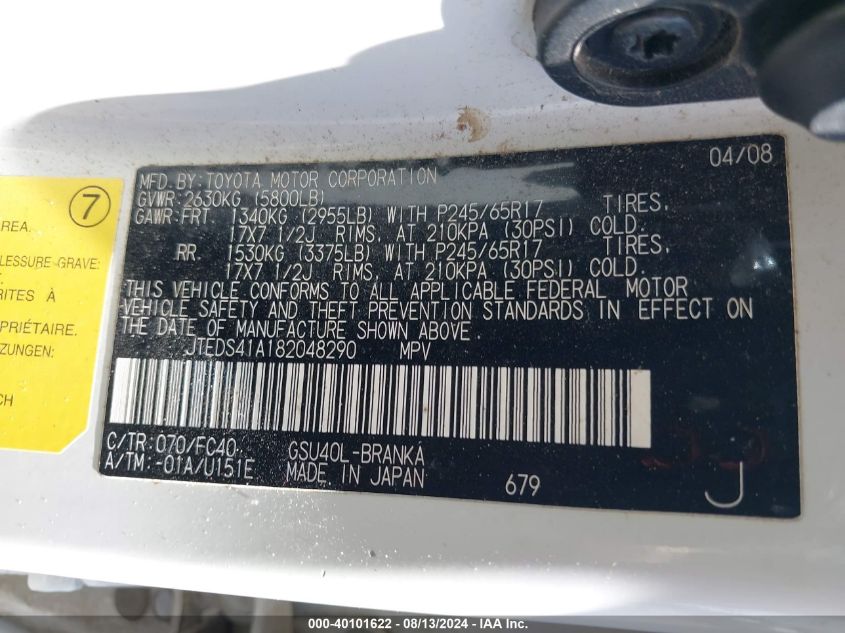 04/08
MFD.BY:TOYOTA MOTOR CORPORATION
GVWR:2630KG (5800LB)
GAWR:FRT 1340KG (2955LB) WITH P245/65R17 TIRES,
17X7 1/2J RIMS, AT 210KPA (30PSI) COLD.
RR 1530KG (3375LB) WITH P245/65R17 TIRES,
17X7 1/2J RIMS, AT 210KPA (30PSI) COLD.
THIS VEHICLE CONFORMS TO ALL APPLICABLE FEDERAL MOTOR
VEHICLE SAFETY AND THEFT PREVENTION STANDARDS IN EFFECT ON
THE DATE OF MANUFACTURE SHOWN ABOVE.
JTEDS41A182048290 MPV
C/TR:070/FC40 GSU40L-BRANKA
A/TM:-01A/U151E MADE IN JAPAN
679
J
7
AREA.
PRESSURE GRAVE:
RITES À
PROPRIÉTAIRE.
CH
000-40101622 - 08/13/2024 - IAA Inc.